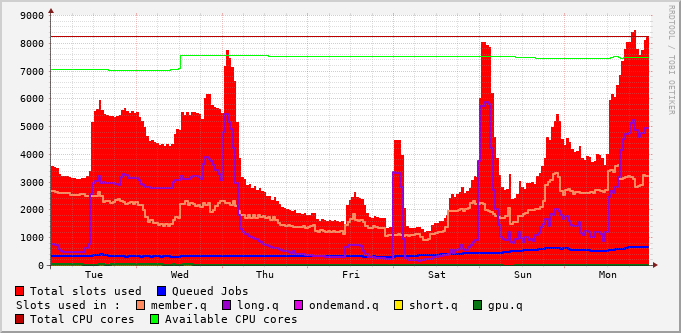 9000
8000
7000
6000
5000
4000
3000
2000
1000
0
Tue Wed Thu Fri Sat Sun Mon
RRDTOOL / TOBI OETIKER
Total slots used Queued Jobs
Slots used in : member.q long.q ondemand.q short.q gpu.q
Total CPU cores Available CPU cores